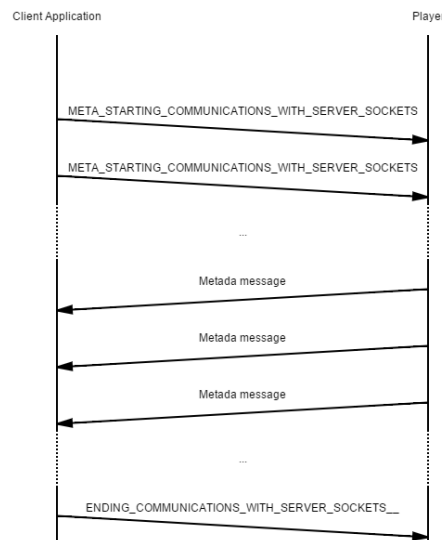 Client Application
Player
META_STARTING_COMMUNICATIONS_WITH_SERVER_SOCKETS
META_STARTING_COMMUNICATIONS_WITH_SERVER_SOCKETS
...
Metada message
Metada message
Metada message
...
ENDING_COMMUNICATIONS_WITH_SERVER_SOCKETS__